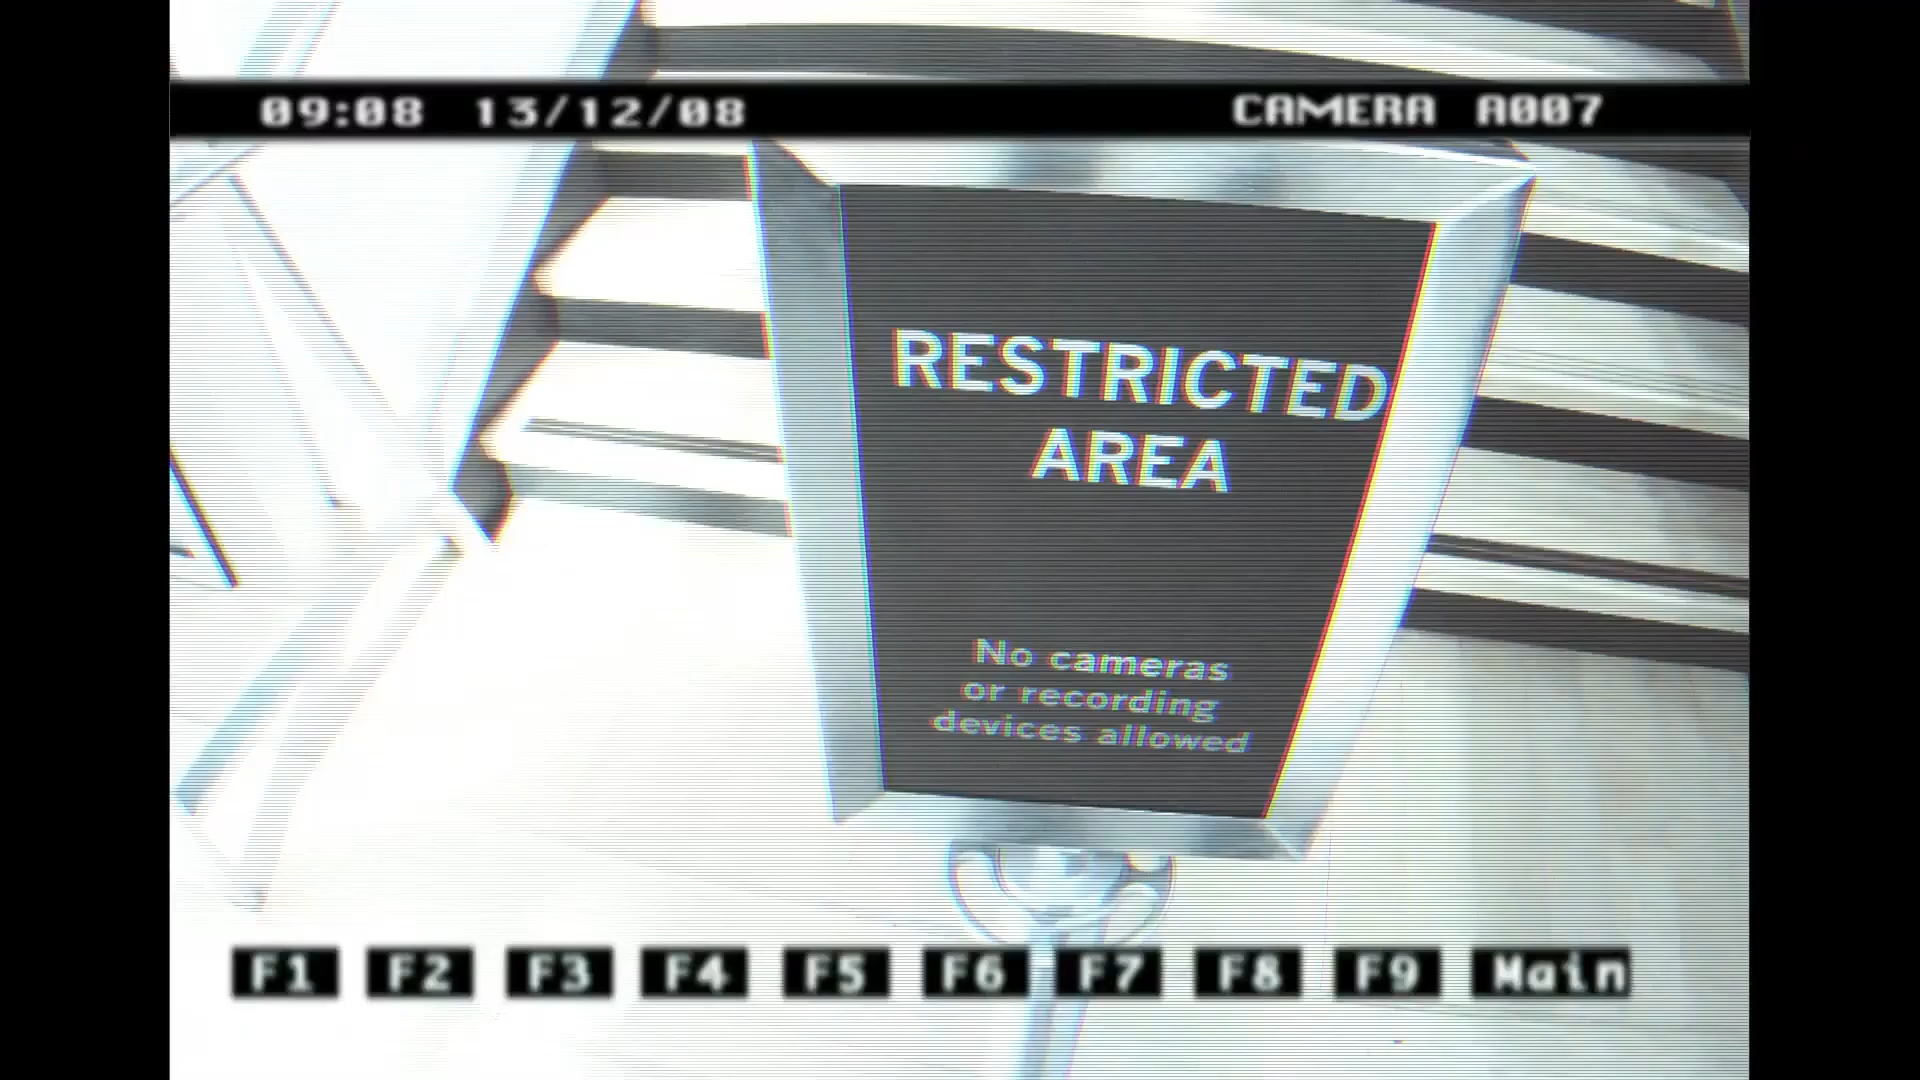 09:08 13/12/08 CAMERA A007
RESTRICTED
AREA
No cameras
or recording
devices allowed
F1 F2 F3 F4 F5 F6 F7 F8 F9 Main